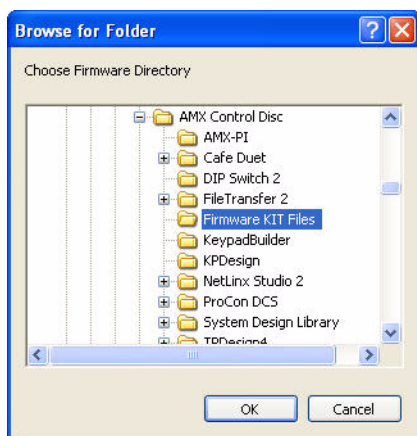 Browse for Folder
Choose Firmware Directory
AMX Control Disc
AMX-PI
Cafe Duet
DIP Switch 2
FileTransfer 2
Firmware KIT Files
KeypadBuilder
KPDesign
NetLinx Studio 2
ProCon DCS
System Design Library
TPDesign4
OK
Cancel